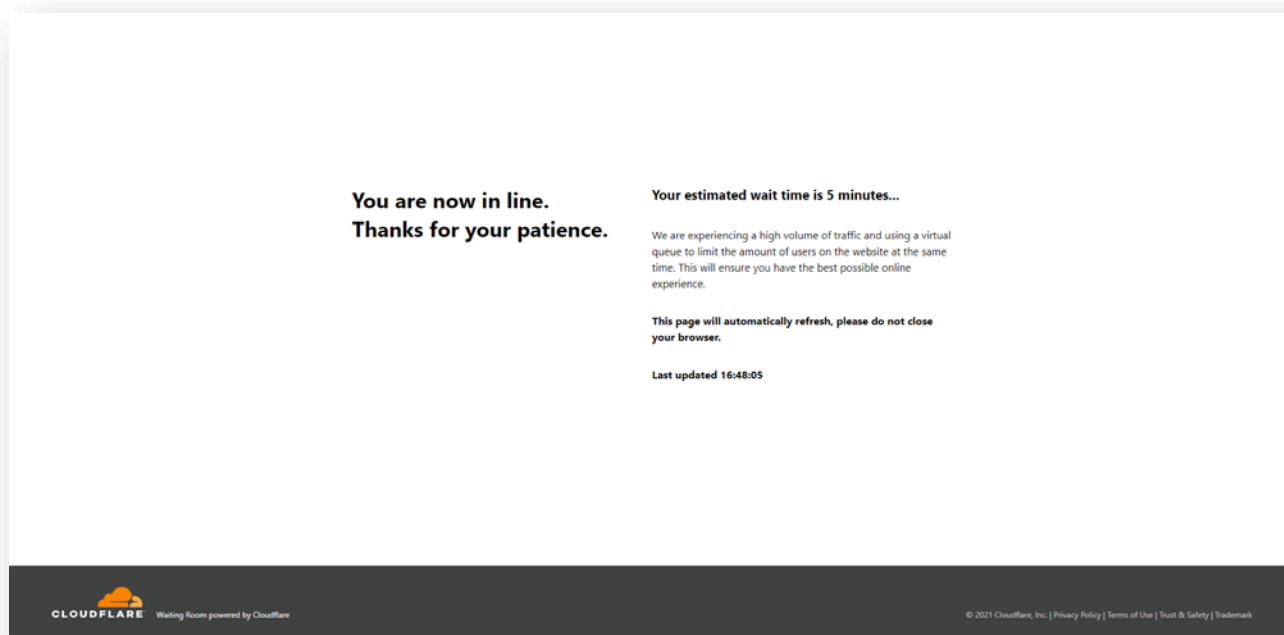 You are now in line.
Thanks for your patience.
Your estimated wait time is 5 minutes...
We are experiencing a high volume of traffic and using a virtual
queue to limit the amount of users on the website at the same
time. This will ensure you have the best possible online
experience.
This page will automatically refresh, please do not close
your browser.
Last updated 16:48:05
CLOUDFLARE
Waiting Room powered by Cloudflare
© 2021 Cloudflare, Inc. | Privacy Policy | Terms of Use | Trust & Safety | Trademark